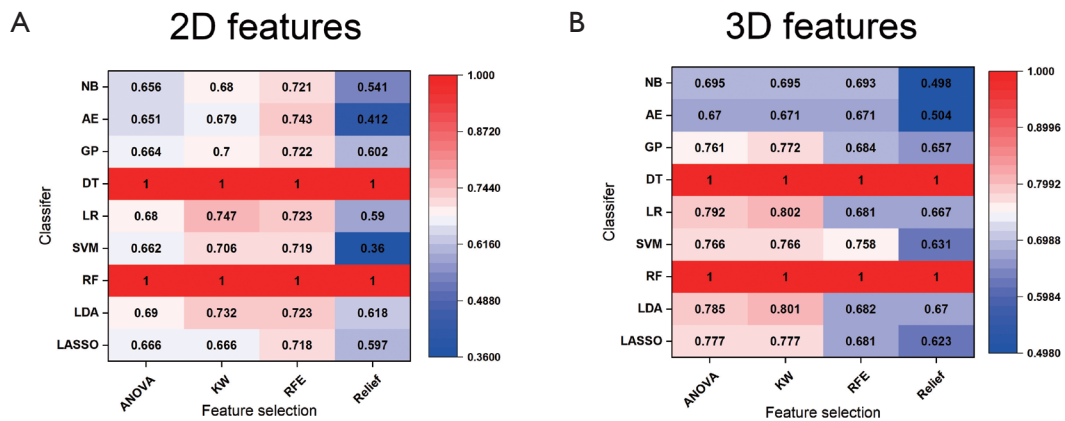 A
2D features
NB 0.656 0.68 0.721 0.541
AE 0.651 0.679 0.743 0.412
GP 0.664 0.7 0.722 0.602
DT 1 1 1 1
LR 0.68 0.747 0.723 0.59
SVM 0.662 0.706 0.719 0.36
RF 1 1 1 1
LDA 0.69 0.732 0.723 0.618
LASSO 0.666 0.666 0.718 0.597
ANOVA KW RFE Relief
Feature selection
Classifer
1.000
0.8720
0.7440
0.6160
0.4880
0.3600
B
3D features
NB 0.695 0.695 0.693 0.498
AE 0.67 0.671 0.671 0.504
GP 0.761 0.772 0.684 0.657
DT 1 1 1 1
LR 0.792 0.802 0.681 0.667
SVM 0.766 0.766 0.758 0.631
RF 1 1 1 1
LDA 0.785 0.801 0.682 0.67
LASSO 0.777 0.777 0.681 0.623
ANOVA KW RFE Relief
Feature selection
Classifer
1.000
0.8996
0.7992
0.6988
0.5984
0.4980